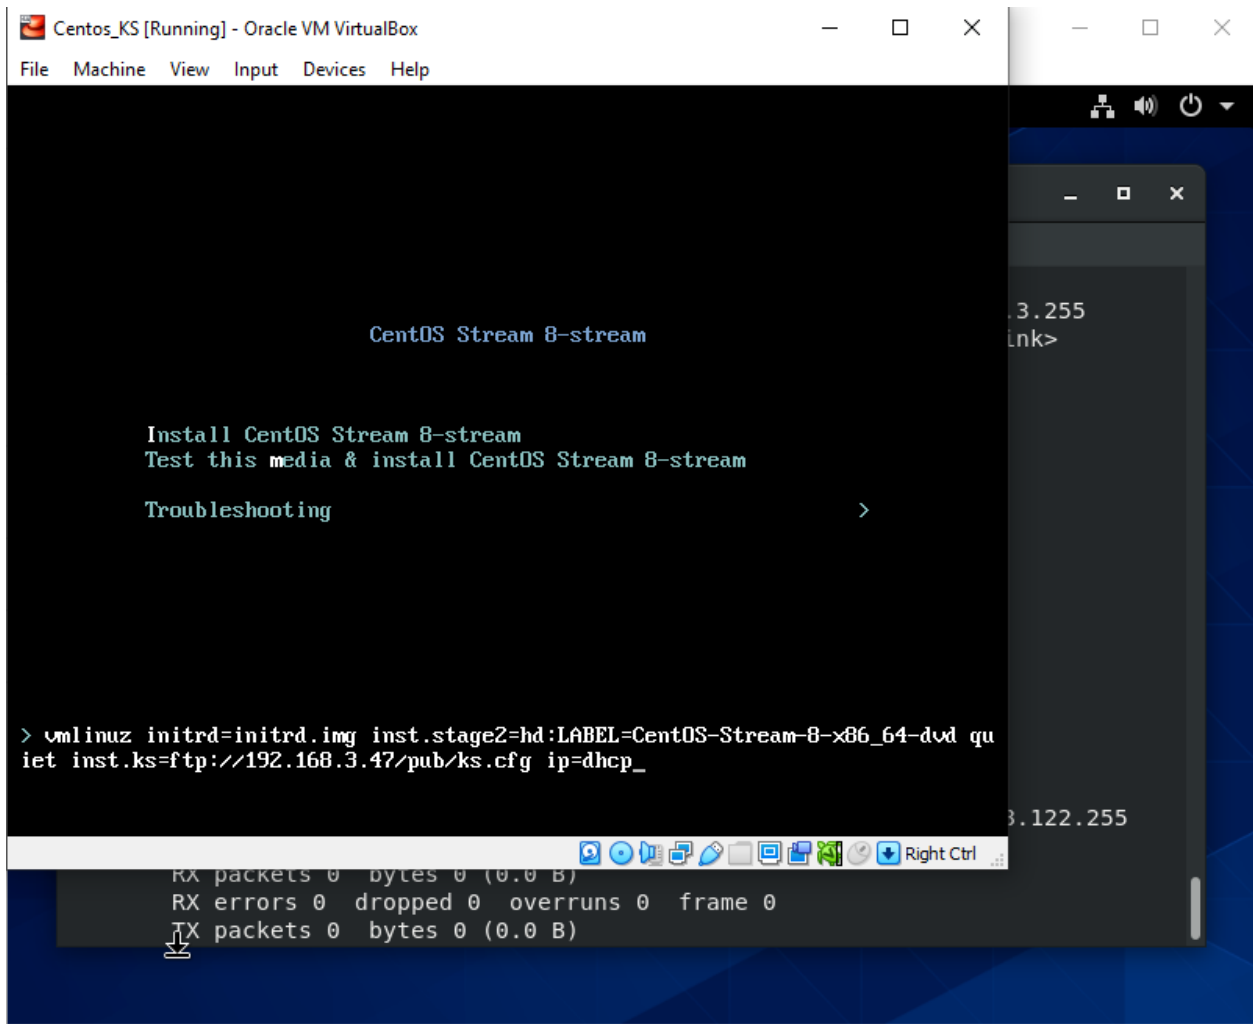 Centos_KS [Running] - Oracle VM VirtualBox
File Machine View Input Devices Help
.3.255
ink>
CentOS Stream 8-stream
Install CentOS Stream 8-stream
Test this media & install CentOS Stream 8-stream
Troubleshooting >
> vmlinuz initrd=initrd.img inst.stage2=hd:LABEL=CentOS-Stream-8-x86_64-dvd qu
iet inst.ks=ftp://192.168.3.47/pub/ks.cfg ip=dhcp_
8.122.255
Right Ctrl
RX packets 0 bytes 0 (0.0 B)
RX errors 0 dropped 0 overruns 0 frame 0
TX packets 0 bytes 0 (0.0 B)